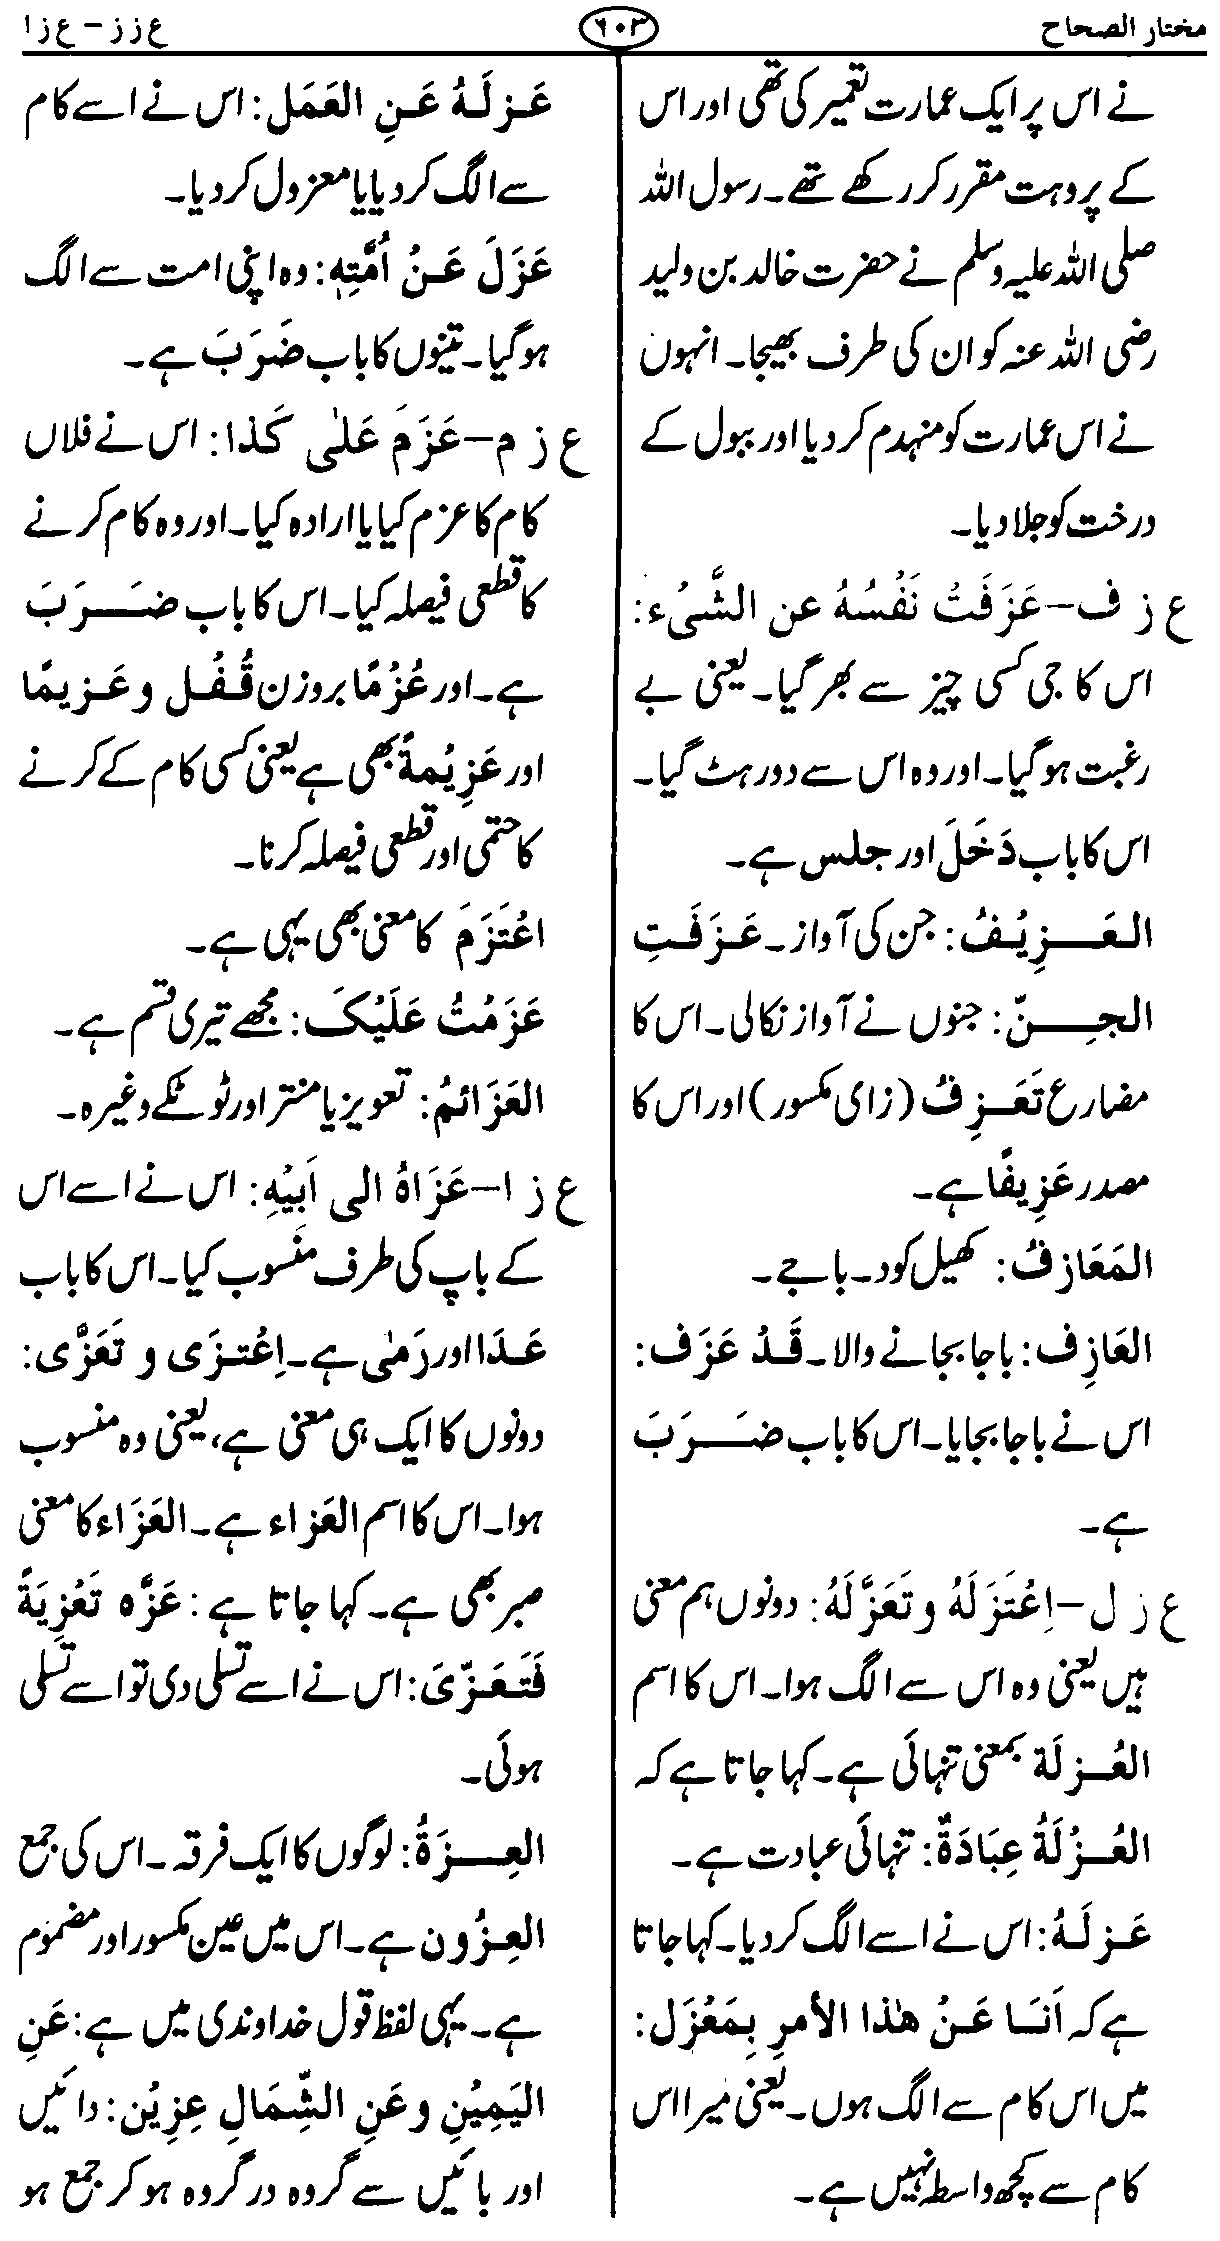 مختار الصحاح ٦٠٣ ع ز ز – ع ز ا
نے اس پر ایک عمارت تعمیر کی تھی اور اس
کے پروہت مقرر کر رکھے تھے۔ رسول اللہ
صلی اللہ علیہ وسلم نے حضرت خالد بن ولید
رضی اللہ عنہ کو ان کی طرف بھیجا۔ انہوں
نے اس عمارت کو منہدم کر دیا اور ببول کے
درخت کو جلا دیا۔
ع ز ف – عَزَفَتُ نَفُسُهُ عن الشَّیُء:
اس کا جی کسی چیز سے بھر گیا۔ یعنی بے
رغبت ہو گیا۔ اور وہ اس سے دور ہٹ گیا۔
اس کا باب دَخَلَ اور جلس ہے۔
العَزِیُفُ: جن کی آواز۔ عَزَفَتِ
الجِنّ: جنوں نے آواز نکالی۔ اس کا
مضارع تَعَزِفُ (زای مکسور) اور اس کا
مصدر عَزِیفًا ہے۔
المَعَازِفُ: کھیل کود۔ باجے۔
العَازِف: باجا بجانے والا۔ قَدُ عَزَف:
اس نے باجا بجایا۔ اس کا باب ضَرَبَ
ہے۔
ع ز ل – اِعُتَزَلَهُ و تَعَزَّلَهُ: دونوں ہم معنی
ہیں یعنی وہ اس سے الگ ہوا۔ اس کا اسم
العُزلَة بمعنی تنہائی ہے۔ کہا جاتا ہے کہ
العُزُلَةُ عِبَادَةٌ: تنہائی عبادت ہے۔
عَزلَهُ: اس نے اسے الگ کر دیا۔ کہا جاتا
ہے کہ اَنَا عَنُ هٰذا الأمرِ بِمَعُزَل:
میں اس کام سے الگ ہوں۔ یعنی میرا اس
کام سے کچھ واسطہ نہیں ہے۔
عَزلَهُ عَنِ العَمَل: اس نے اسے کام
سے الگ کر دیا یا معزول کر دیا۔
عَزَلَ عَنُ اُمَّتِهٖ: وہ اپنی امت سے الگ
ہو گیا۔ تینوں کا باب ضَرَبَ ہے۔
ع ز م – عَزَمَ عَلٰی کَذا: اس نے فلاں
کام کا عزم کیا یا ارادہ کیا۔ اور وہ کام کرنے
کا قطعی فیصلہ کیا۔ اس کا باب ضَرَبَ
ہے۔ اور عُزُمًا بروزن قُفُل و عَزیمًا
اور عَزِیُمةً بھی ہے یعنی کسی کام کے کرنے
کا حتمی اور قطعی فیصلہ کرنا۔
اعُتَزَمَ کا معنی بھی یہی ہے۔
عَزَمُتُ عَلَیُکَ: مجھے تیری قسم ہے۔
العَزَائمُ: تعویز یا منتر اور ٹوٹکے وغیرہ۔
ع ز ا – عَزَاهُ الی اَبیُهِ: اس نے اسے اس
کے باپ کی طرف منسوب کیا۔ اس کا باب
عَدَا اور رَمٰی ہے۔ اِعُتزَی و تَعَزَّی:
دونوں کا ایک ہی معنی ہے، یعنی وہ منسوب
ہوا۔ اس کا اسم العَزاء ہے۔ العَزَاء کا معنی
صبر بھی ہے۔ کہا جاتا ہے: عَزَّہ تَعُزِیَةً
فَتَعَزّیَ: اس نے اسے تسلی دی تو اسے تسلی
ہوئی۔
العِزَةُ: لوگوں کا ایک فرقہ۔ اس کی جمع
العِزُون ہے۔ اس میں عین مکسور اور مضموم
ہے۔ یہی لفظ قول خداوندی میں ہے: عَنِ
الیَمِیُنِ و عَنِ الشِّمَالِ عِزِیُن: دائیں
اور بائیں سے گروہ در گروہ ہو کر جمع ہو